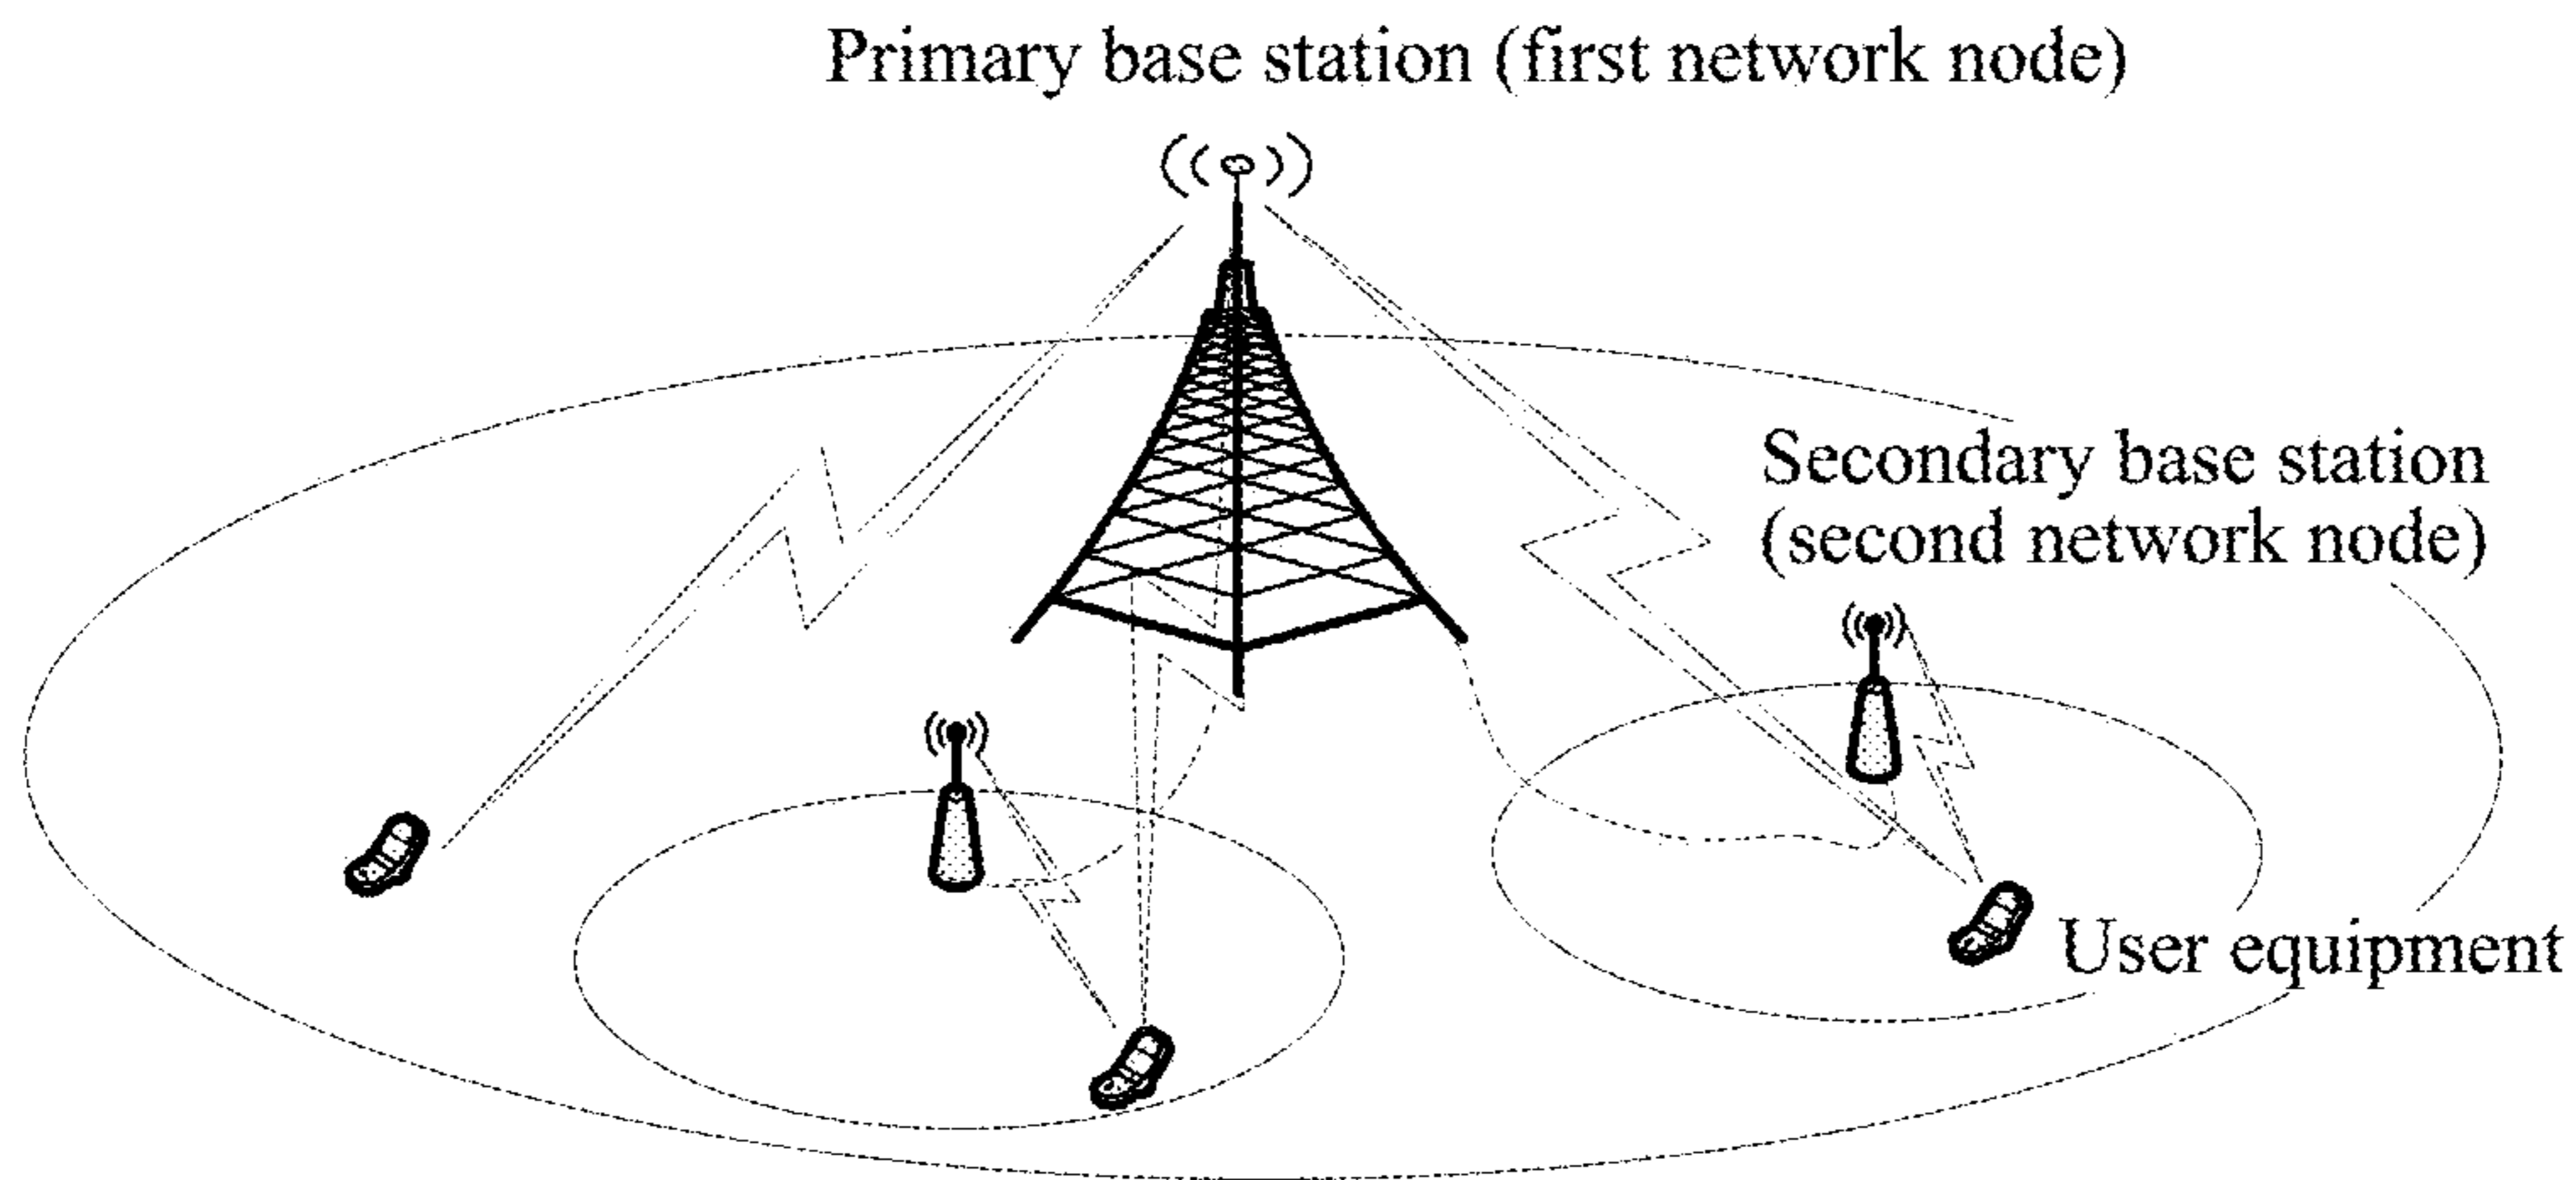 Primary base station (first network node)
Secondary base station
(second network node)
User equipment